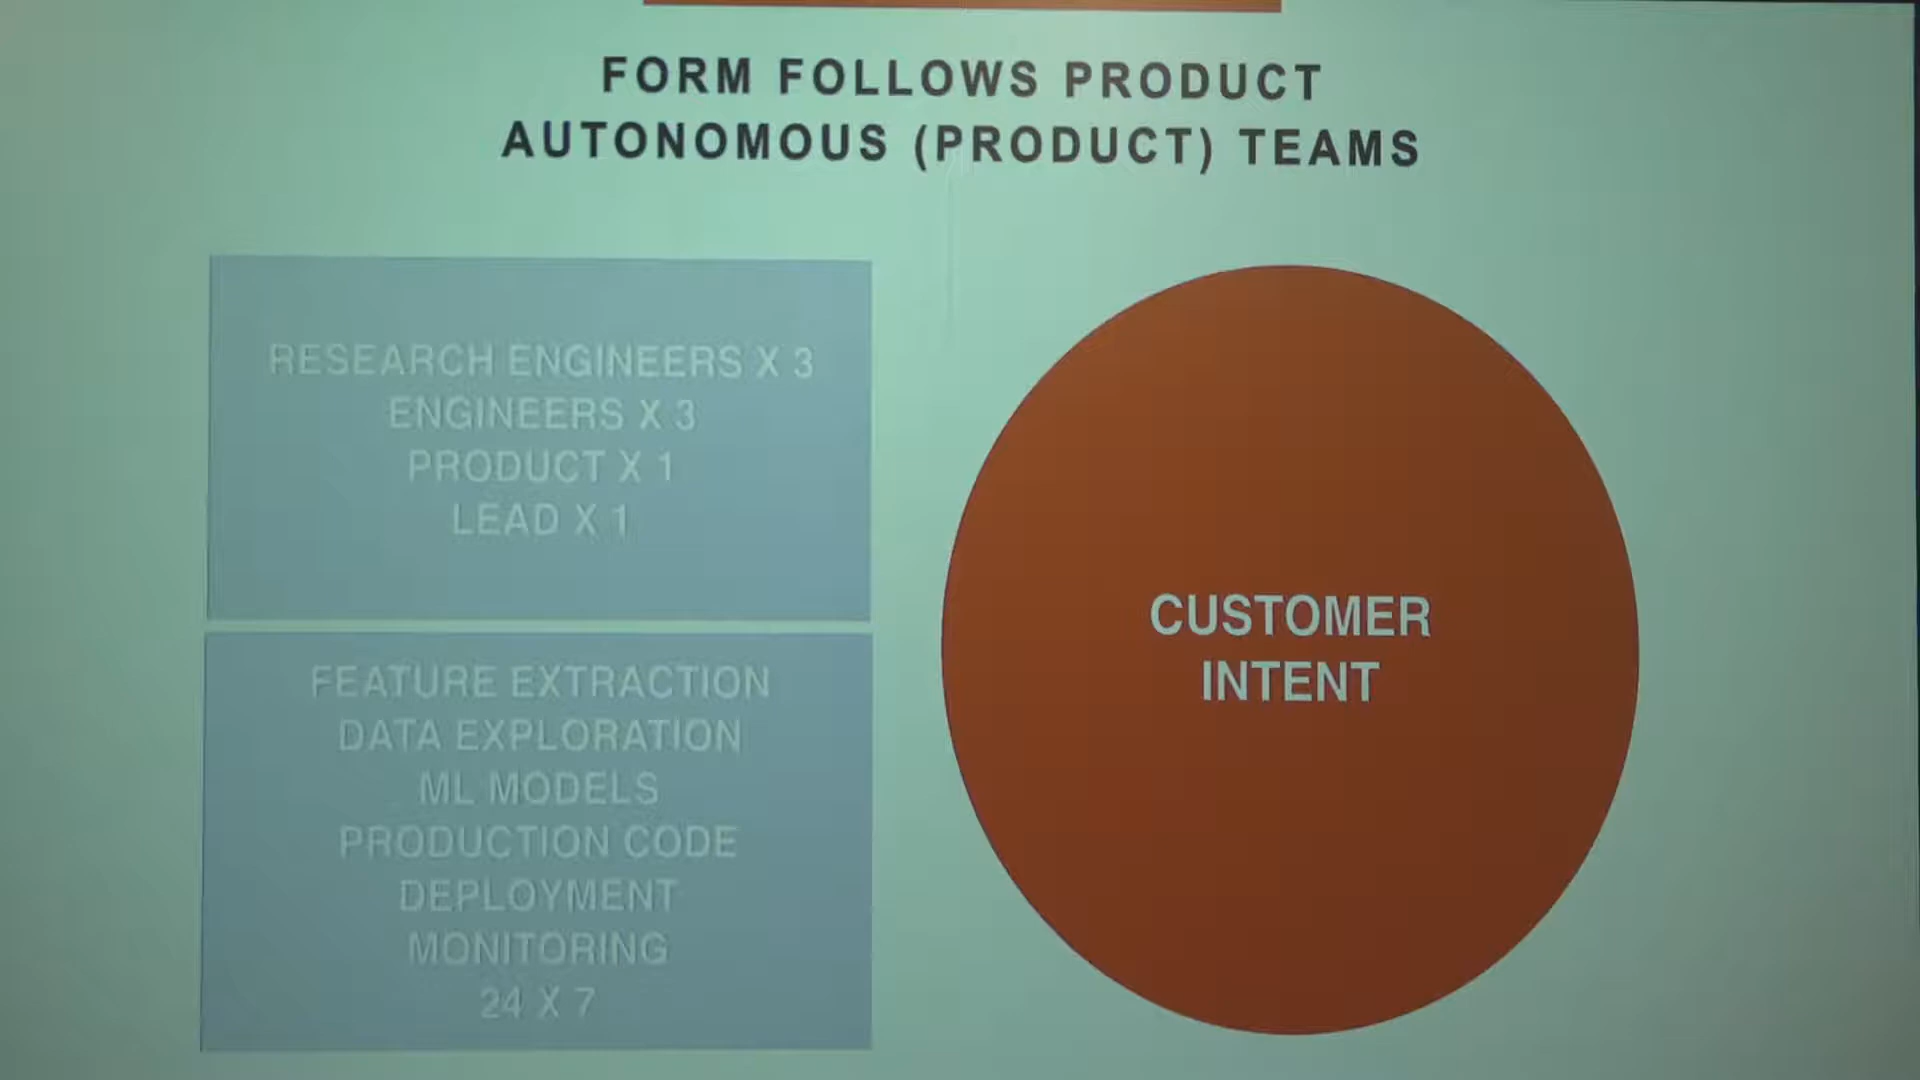 FORM FOLLOWS PRODUCT
AUTONOMOUS (PRODUCT) TEAMS
RESEARCH ENGINEERS X 3
ENGINEERS X 3
PRODUCT X 1
LEAD X 1
FEATURE EXTRACTION
DATA EXPLORATION
ML MODELS
PRODUCTION CODE
DEPLOYMENT
MONITORING
24 X 7
CUSTOMER
INTENT